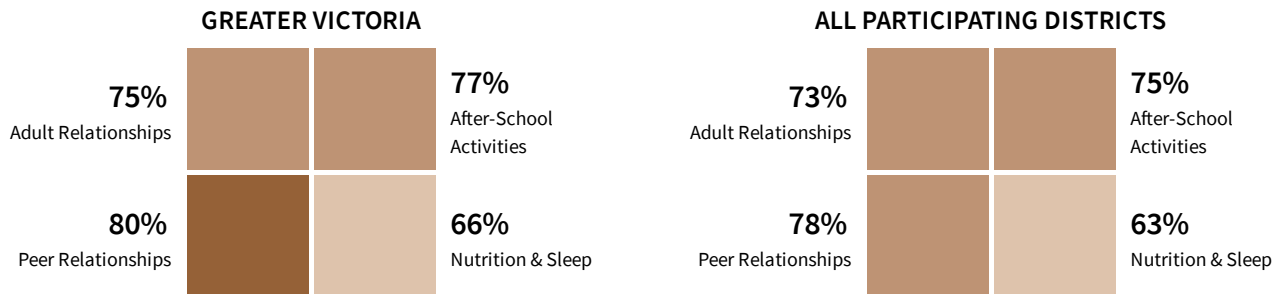 GREATER VICTORIA
75%
Adult Relationships
77%
After-School
Activities
80%
Peer Relationships
66%
Nutrition & Sleep
ALL PARTICIPATING DISTRICTS
73%
Adult Relationships
75%
After-School
Activities
78%
Peer Relationships
63%
Nutrition & Sleep